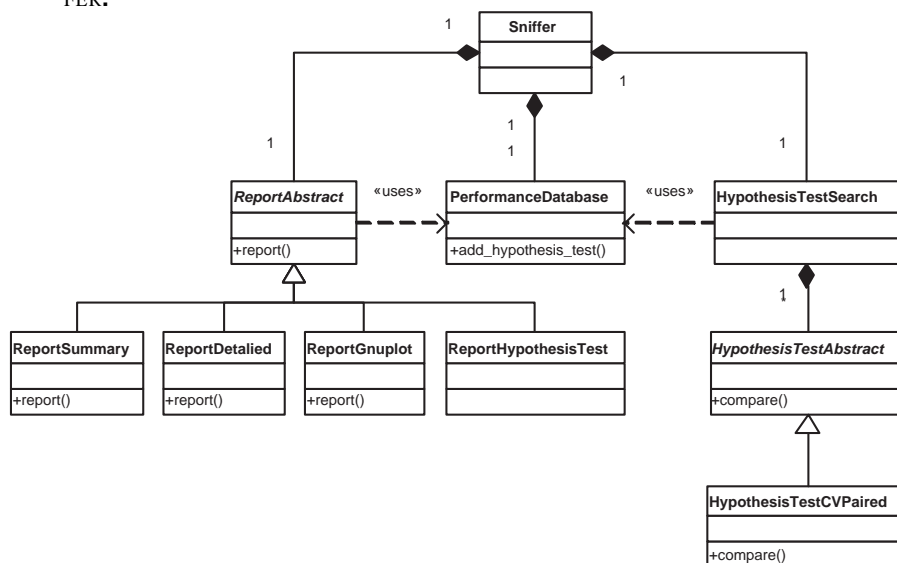 FER.
Sniffer
1
1
1
1
1
1
ReportAbstract
+report()
«uses»
PerformanceDatabase
+add_hypothesis_test()
«uses»
HypothesisTestSearch
1
ReportSummary
+report()
ReportDetalied
+report()
ReportGnuplot
+report()
ReportHypothesisTest
HypothesisTestAbstract
+compare()
HypothesisTestCVPaired
+compare()